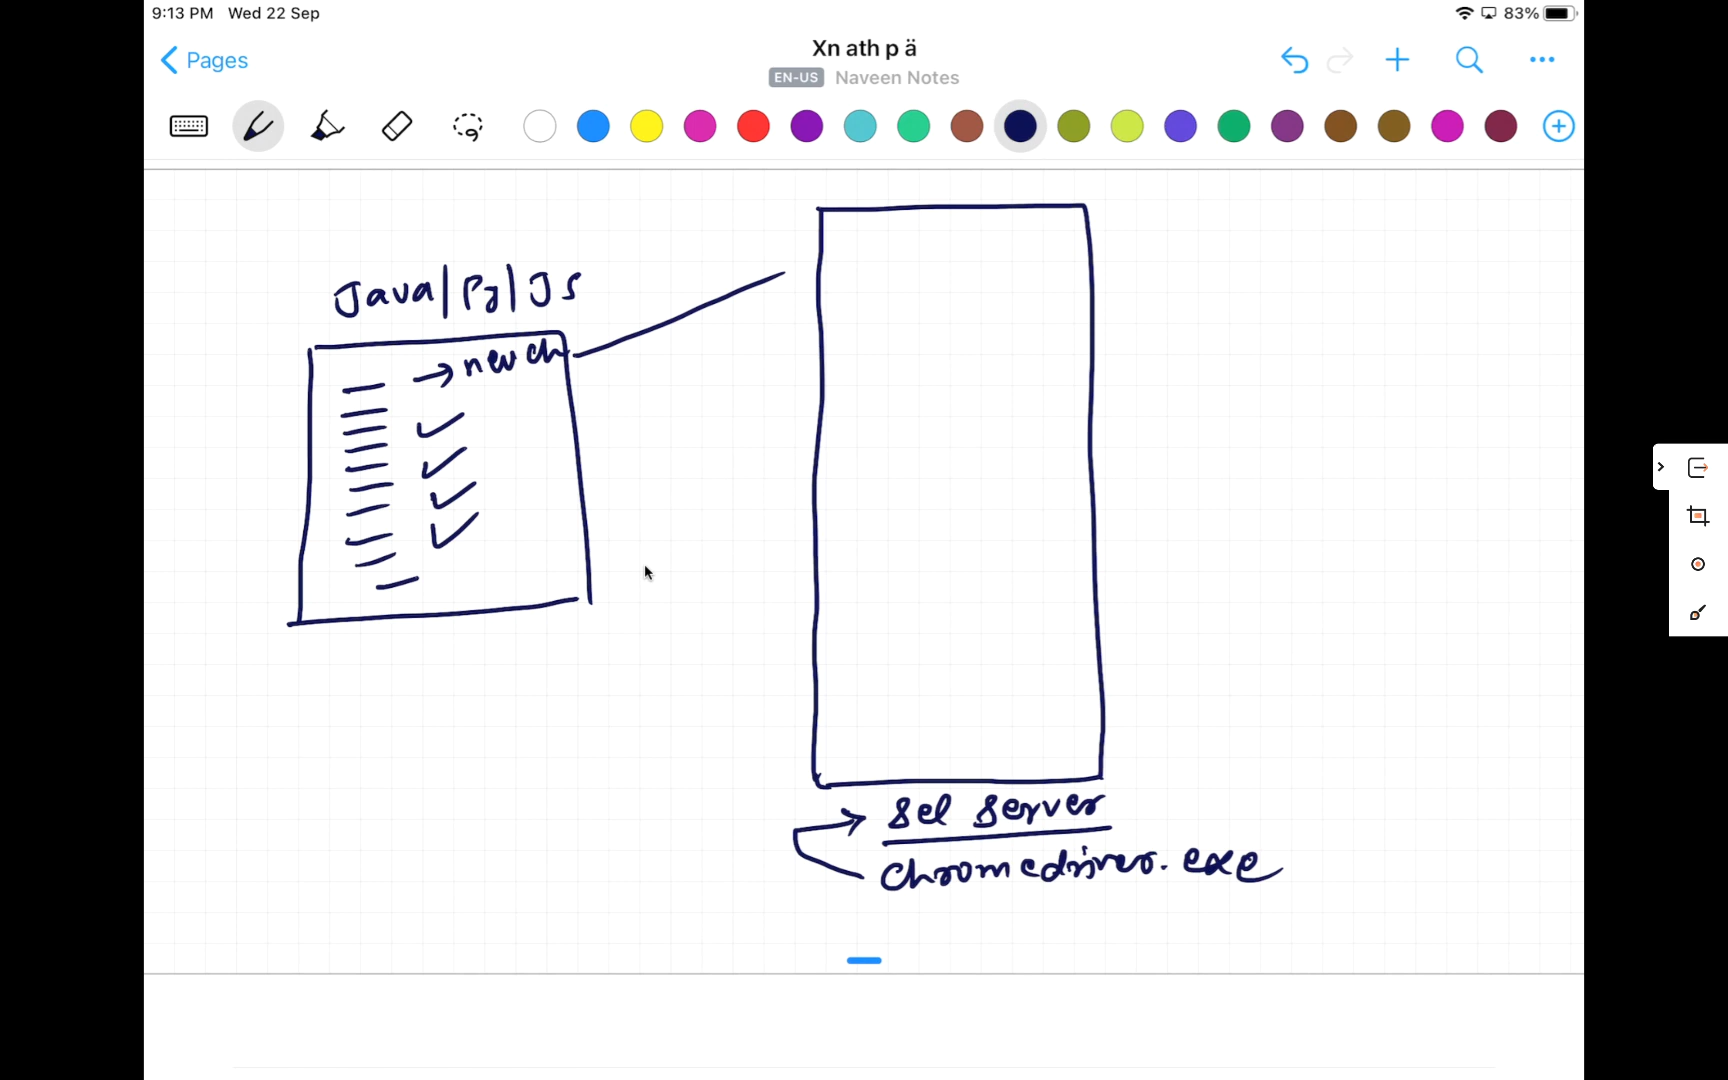 9:13 PM Wed 22 Sep
83%
Pages
Xn ath p ä
EN-US Naveen Notes
Java|Py|JS
→ new ch
→ Sel Server
chromedriver.exe